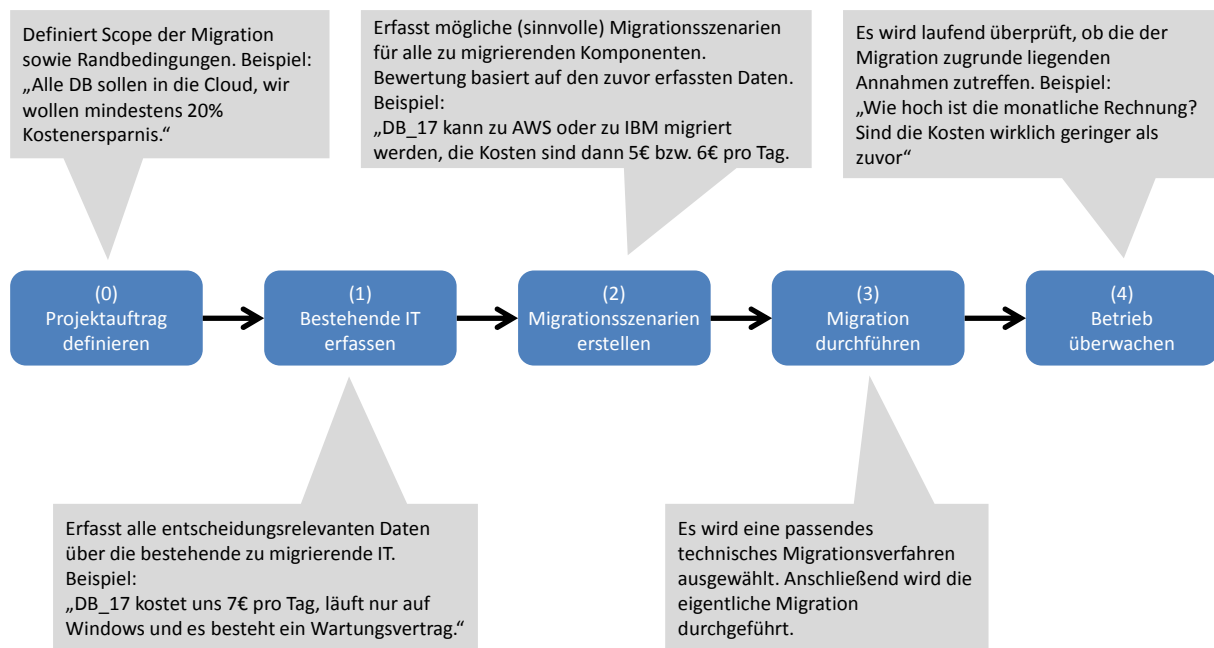 Definiert Scope der Migration
sowie Randbedingungen. Beispiel:
„Alle DB sollen in die Cloud, wir
wollen mindestens 20%
Kostenersparnis.“
Erfasst mögliche (sinnvolle) Migrationsszenarien
für alle zu migrierenden Komponenten.
Bewertung basiert auf den zuvor erfassten Daten.
Beispiel:
„DB_17 kann zu AWS oder zu IBM migriert
werden, die Kosten sind dann 5€ bzw. 6€ pro Tag.
Es wird laufend überprüft, ob die der
Migration zugrunde liegenden
Annahmen zutreffen. Beispiel:
„Wie hoch ist die monatliche Rechnung?
Sind die Kosten wirklich geringer als
zuvor“
(0)
Projektauftrag
definieren
(1)
Bestehende IT
erfassen
(2)
Migrationsszenarien
erstellen
(3)
Migration
durchführen
(4)
Betrieb
überwachen
Erfasst alle entscheidungsrelevanten Daten
über die bestehende zu migrierende IT.
Beispiel:
„DB_17 kostet uns 7€ pro Tag, läuft nur auf
Windows und es besteht ein Wartungsvertrag.“
Es wird eine passendes
technisches Migrationsverfahren
ausgewählt. Anschließend wird die
eigentliche Migration
durchgeführt.